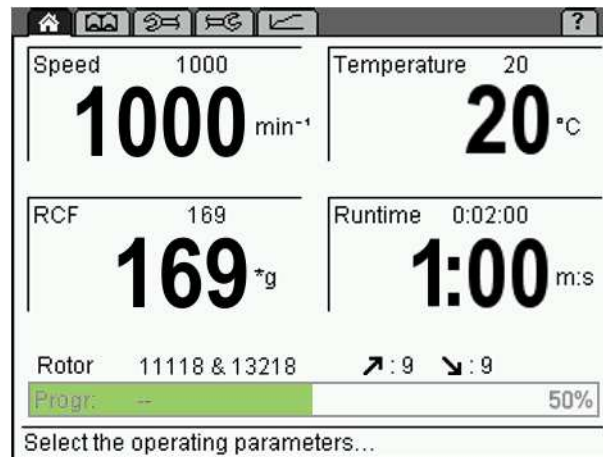 ?
Speed 1000
1000 min⁻¹
Temperature 20
20 °C
RCF 169
169 *g
Runtime 0:02:00
1:00 m:s
Rotor 11118 & 13218 ↗: 9 ↘: 9
Progr: -- 50%
Select the operating parameters...